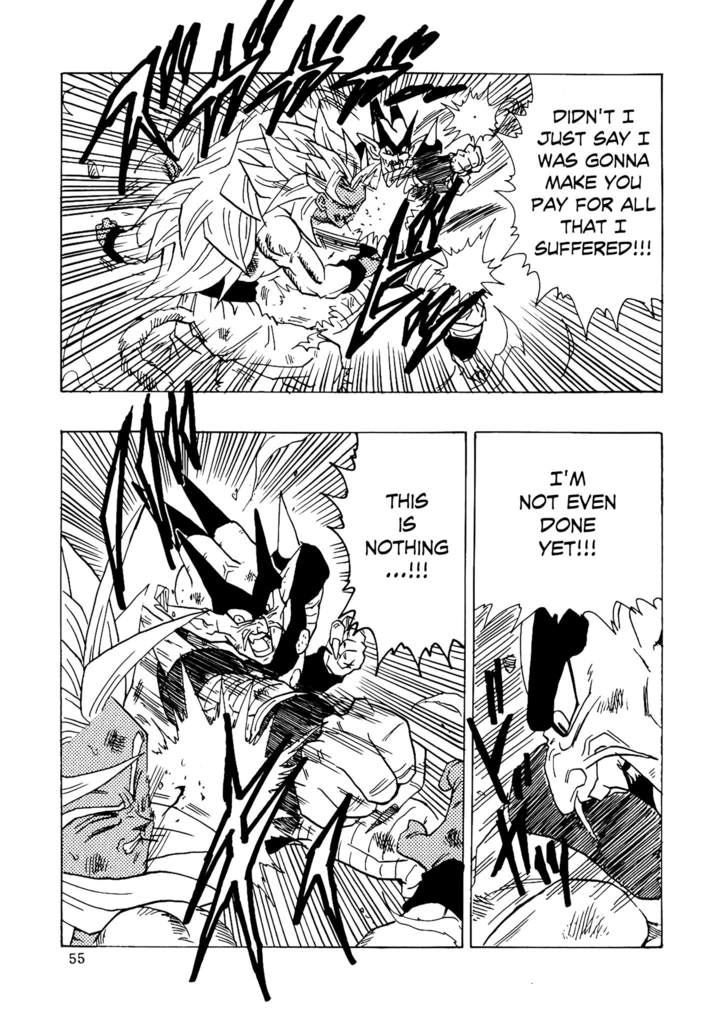 DIDN'T I
JUST SAY I
WAS GONNA
MAKE YOU
PAY FOR ALL
THAT I
SUFFERED!!!
I'M
NOT EVEN
DONE
YET!!!
THIS
IS
NOTHING
...!!!
55